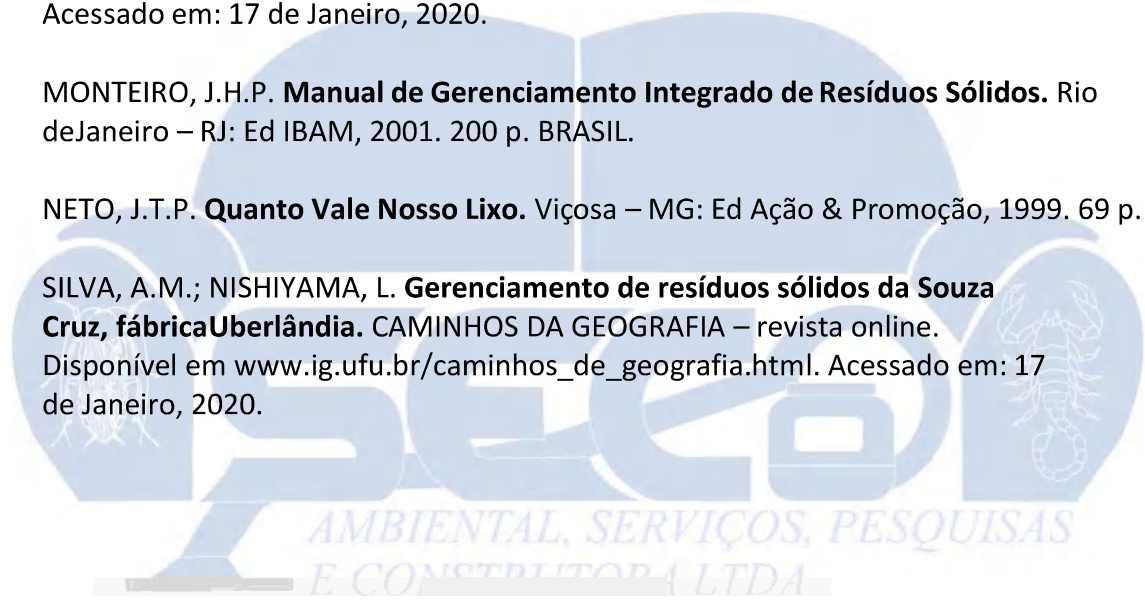 Acessado em: 17 de Janeiro, 2020.
MONTEIRO, J.H.P. Manual de Gerenciamento Integrado de Resíduos Sólidos. Rio
deJaneiro – RJ: Ed IBAM, 2001. 200 p. BRASIL.
NETO, J.T.P. Quanto Vale Nosso Lixo. Viçosa – MG: Ed Ação & Promoção, 1999. 69 p.
SILVA, A.M.; NISHIYAMA, L. Gerenciamento de resíduos sólidos da Souza
Cruz, fábricaUberlândia. CAMINHOS DA GEOGRAFIA – revista online.
Disponível em www.ig.ufu.br/caminhos_de_geografia.html. Acessado em: 17
de Janeiro, 2020.
SECO
AMBIENTAL, SERVIÇOS, PESQUISAS
E CONSTRUTORA LTDA